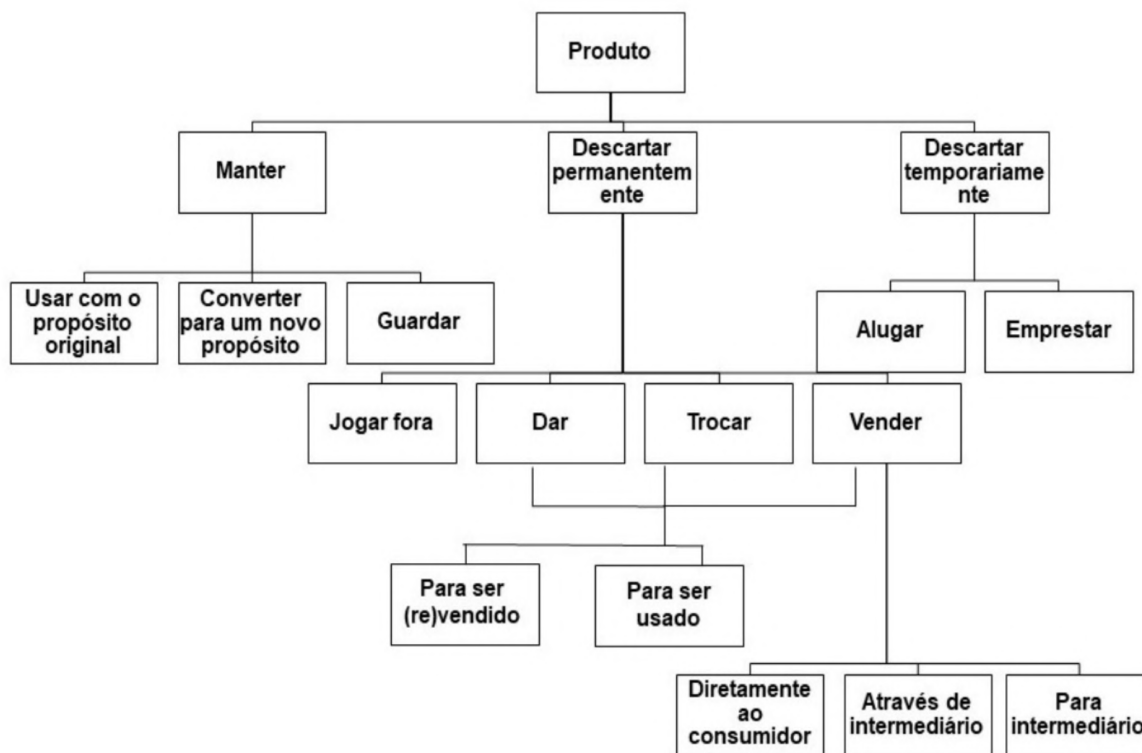 Produto
Manter
Descartar
permanentem
ente
Descartar
temporariame
nte
Usar com o
propósito
original
Converter
para um novo
propósito
Guardar
Alugar
Emprestar
Jogar fora
Dar
Trocar
Vender
Para ser
(re)vendido
Para ser
usado
Diretamente
ao
consumidor
Através de
intermediário
Para
intermediário